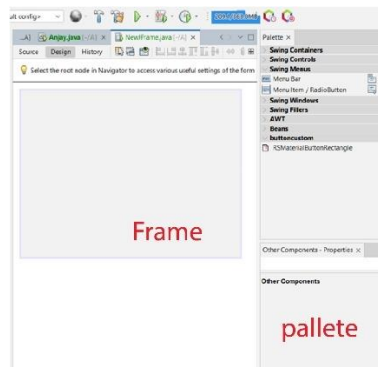 ult config>
...A) Anjay.java [-/A] × NewJFrame.java [-/A] ×
Source Design History
Select the root node in Navigator to access various useful settings of the form
Frame
Palette ×
Swing Containers
Swing Controls
Swing Menus
Menu Bar
Menu Item / RadioButton
Swing Windows
Swing Fillers
AWT
Beans
buttoncustom
RSMaterialButtonRectangle
Other Components - Properties ×
Other Components
pallete